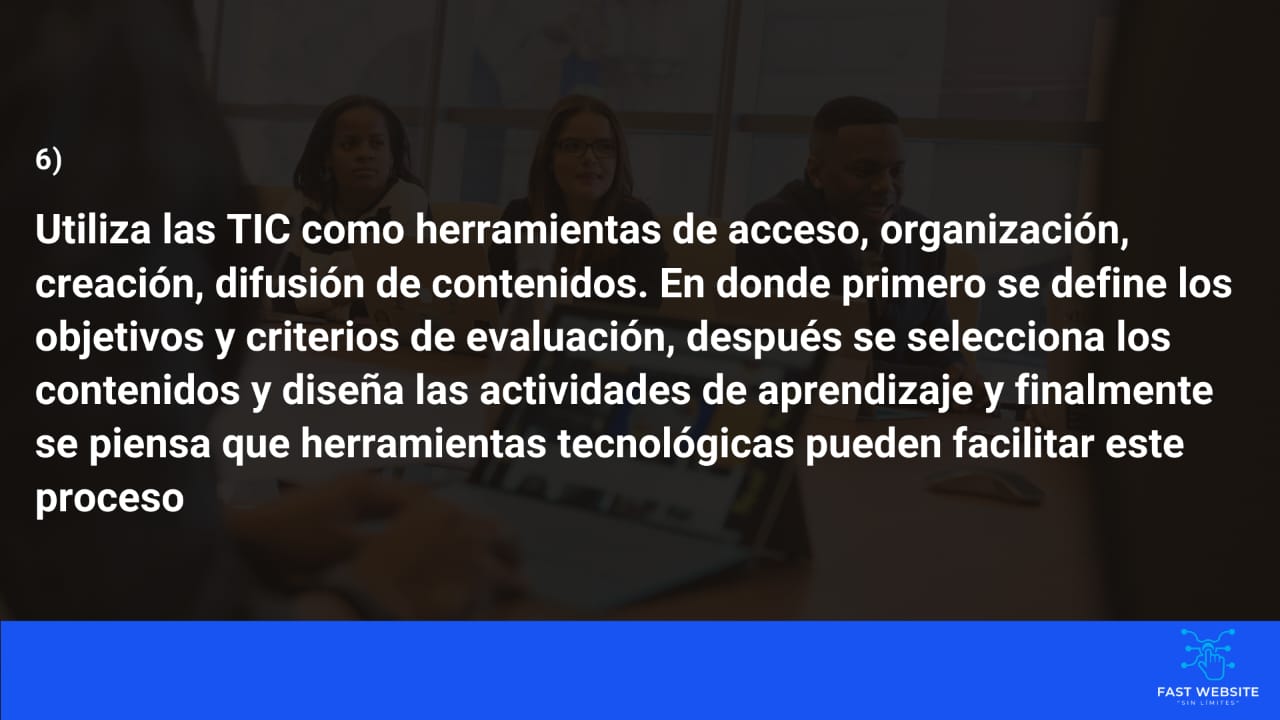 6)
Utiliza las TIC como herramientas de acceso, organización,
creación, difusión de contenidos. En donde primero se define los
objetivos y criterios de evaluación, después se selecciona los
contenidos y diseña las actividades de aprendizaje y finalmente
se piensa que herramientas tecnológicas pueden facilitar este
proceso
FAST WEBSITE
"SIN LÍMITES"